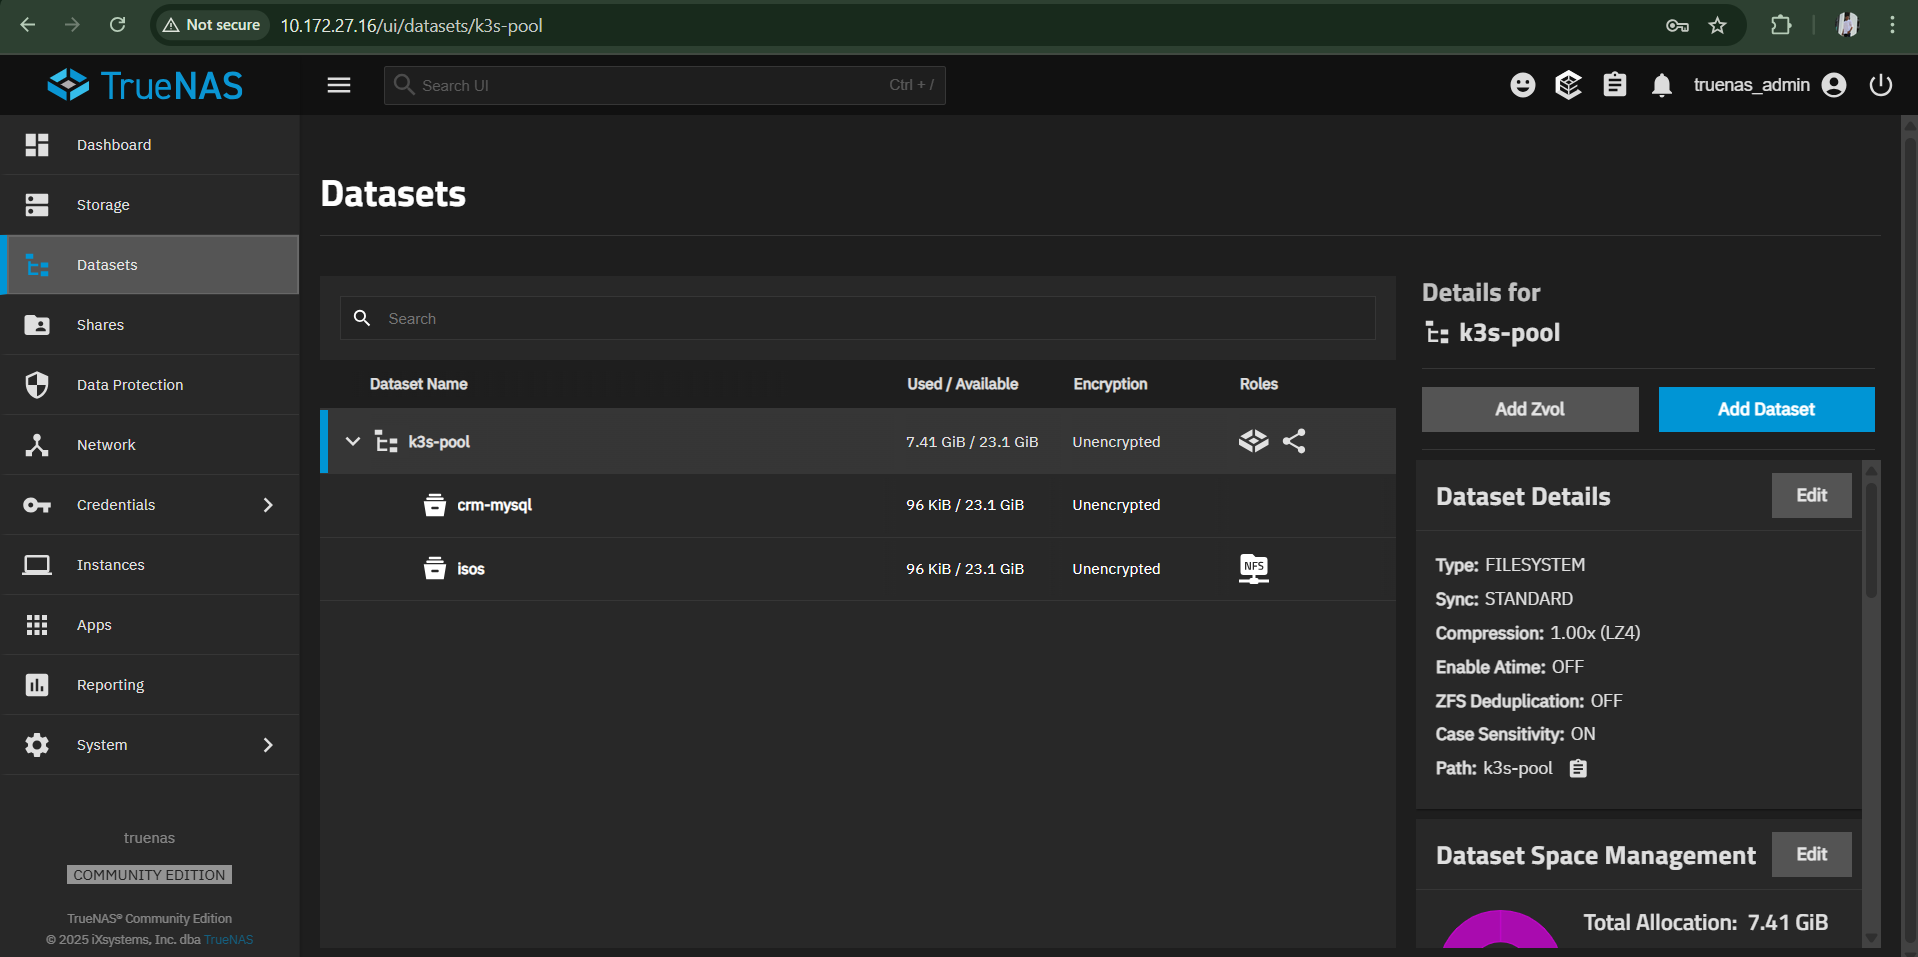 Not secure
10.172.27.16/ui/datasets/k3s-pool
TrueNAS
Search UI
Ctrl + /
truenas_admin
Dashboard
Storage
Datasets
Shares
Data Protection
Network
Credentials
Instances
Apps
Reporting
System
truenas
COMMUNITY EDITION
TrueNAS® Community Edition
© 2025 iXsystems, Inc. dba TrueNAS
Datasets
Search
Dataset Name
Used / Available
Encryption
Roles
k3s-pool
7.41 GiB / 23.1 GiB
Unencrypted
crm-mysql
96 KiB / 23.1 GiB
Unencrypted
isos
96 KiB / 23.1 GiB
Unencrypted
NFS
Details for
k3s-pool
Add Zvol
Add Dataset
Dataset Details
Edit
Type: FILESYSTEM
Sync: STANDARD
Compression: 1.00x (LZ4)
Enable Atime: OFF
ZFS Deduplication: OFF
Case Sensitivity: ON
Path: k3s-pool
Dataset Space Management
Edit
Total Allocation: 7.41 GiB